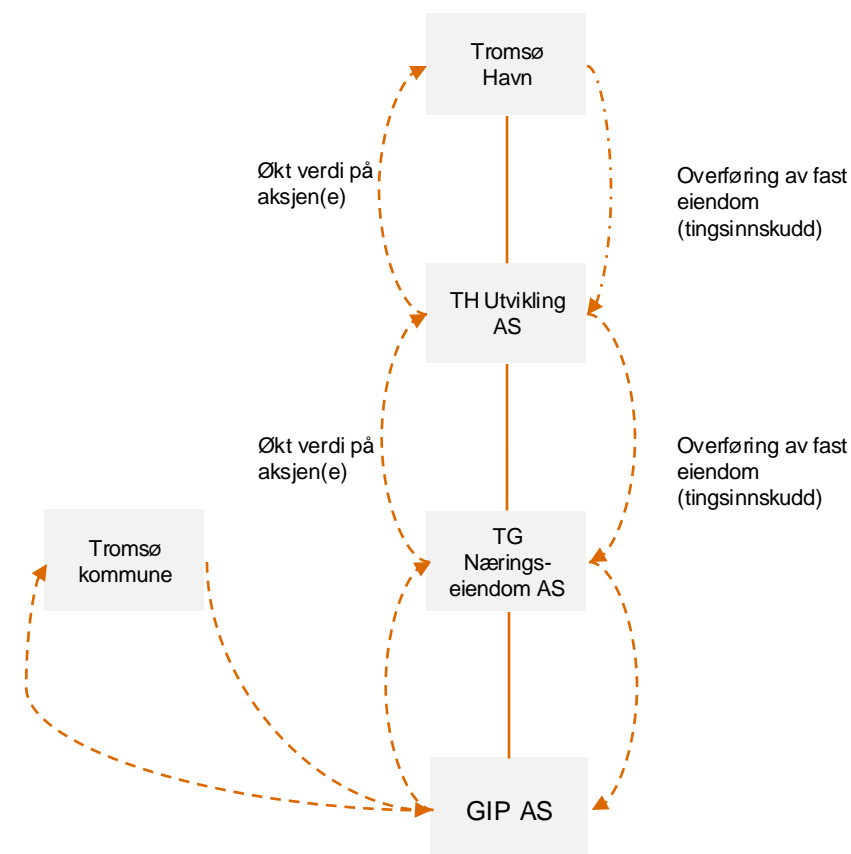 Tromsø
Havn
Økt verdi på
aksjen(e)
Overføring av fast
eiendom
(tingsinnskudd)
TH Utvikling
AS
Økt verdi på
aksjen(e)
Overføring av fast
eiendom
(tingsinnskudd)
Tromsø
kommune
TG
Nærings-
eiendom AS
GIP AS